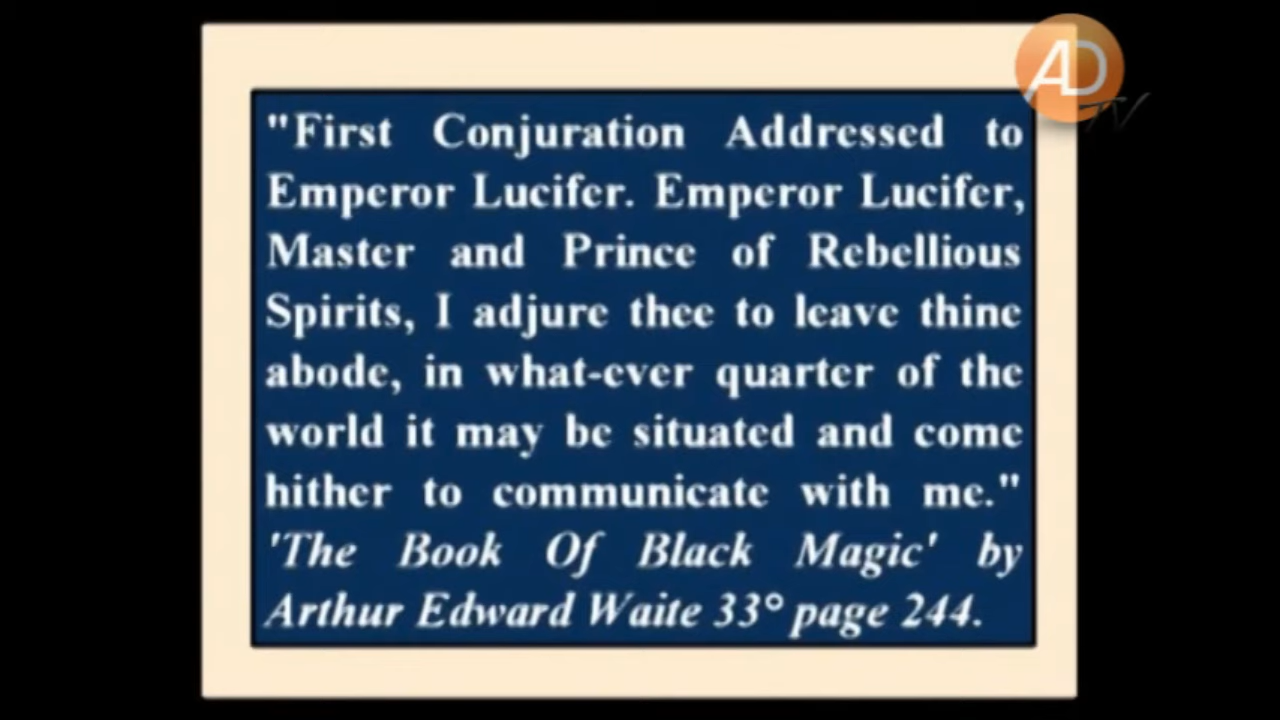 "First Conjuration Addressed to
Emperor Lucifer. Emperor Lucifer,
Master and Prince of Rebellious
Spirits, I adjure thee to leave thine
abode, in what-ever quarter of the
world it may be situated and come
hither to communicate with me."
'The Book Of Black Magic' by
Arthur Edward Waite 33° page 244.
AD
TV